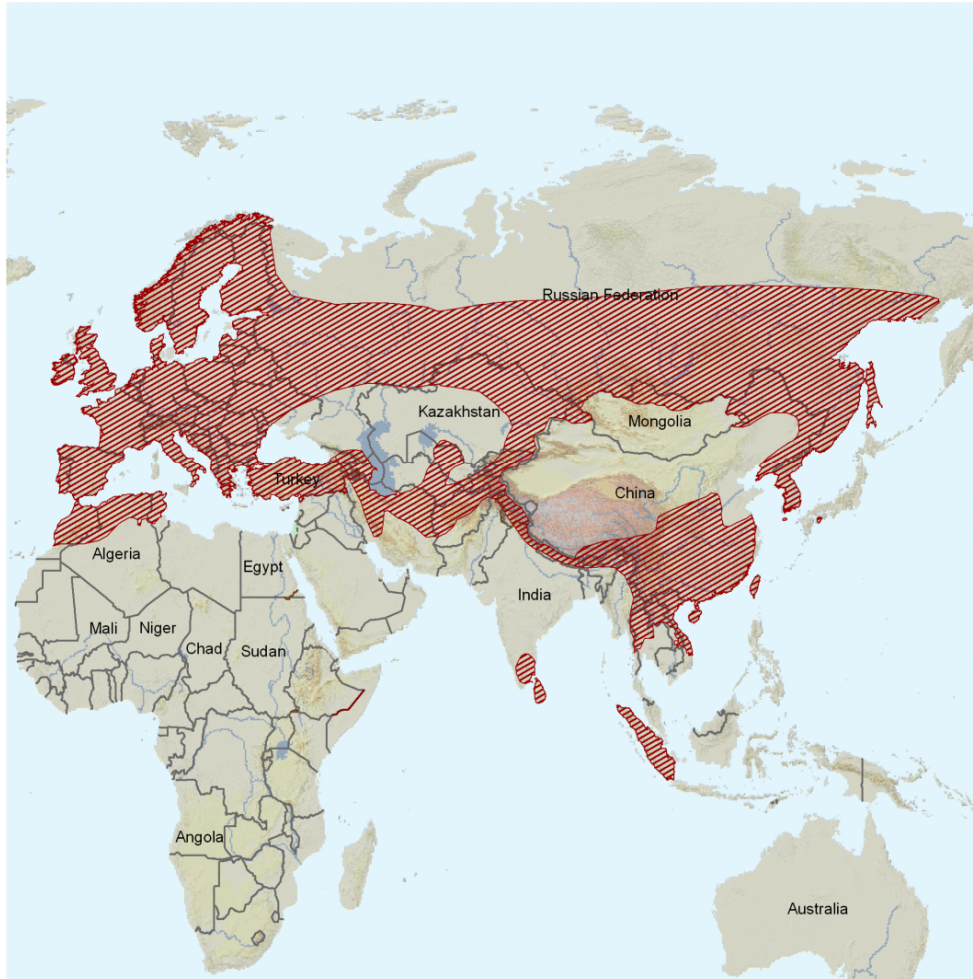 Russian Federation
Kazakhstan
Mongolia
Turkey
China
Algeria
Egypt
India
Mali
Niger
Chad
Sudan
Angola
Australia